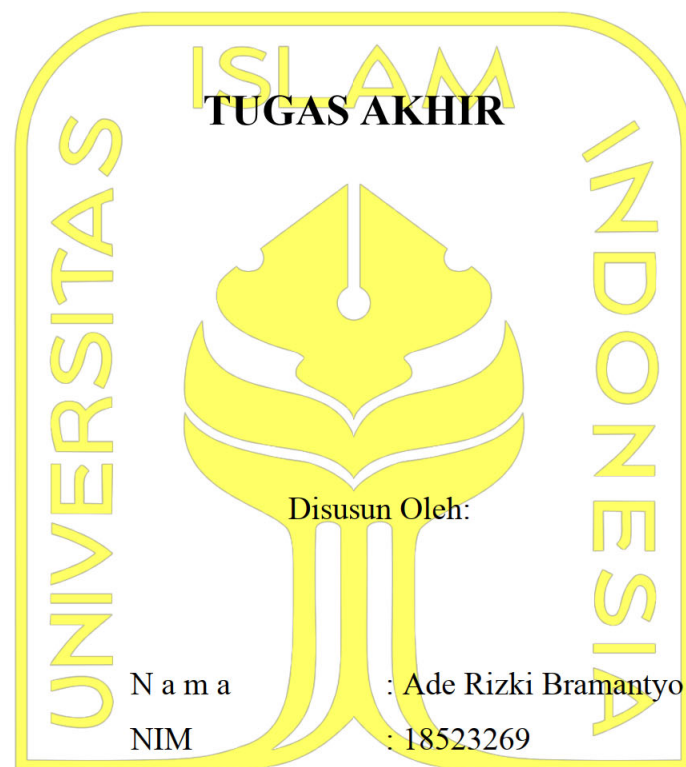 UNIVERSITAS
ISLAM
INDONESIA
TUGAS AKHIR
Disusun Oleh:
N a m a : Ade Rizki Bramantyo
NIM : 18523269